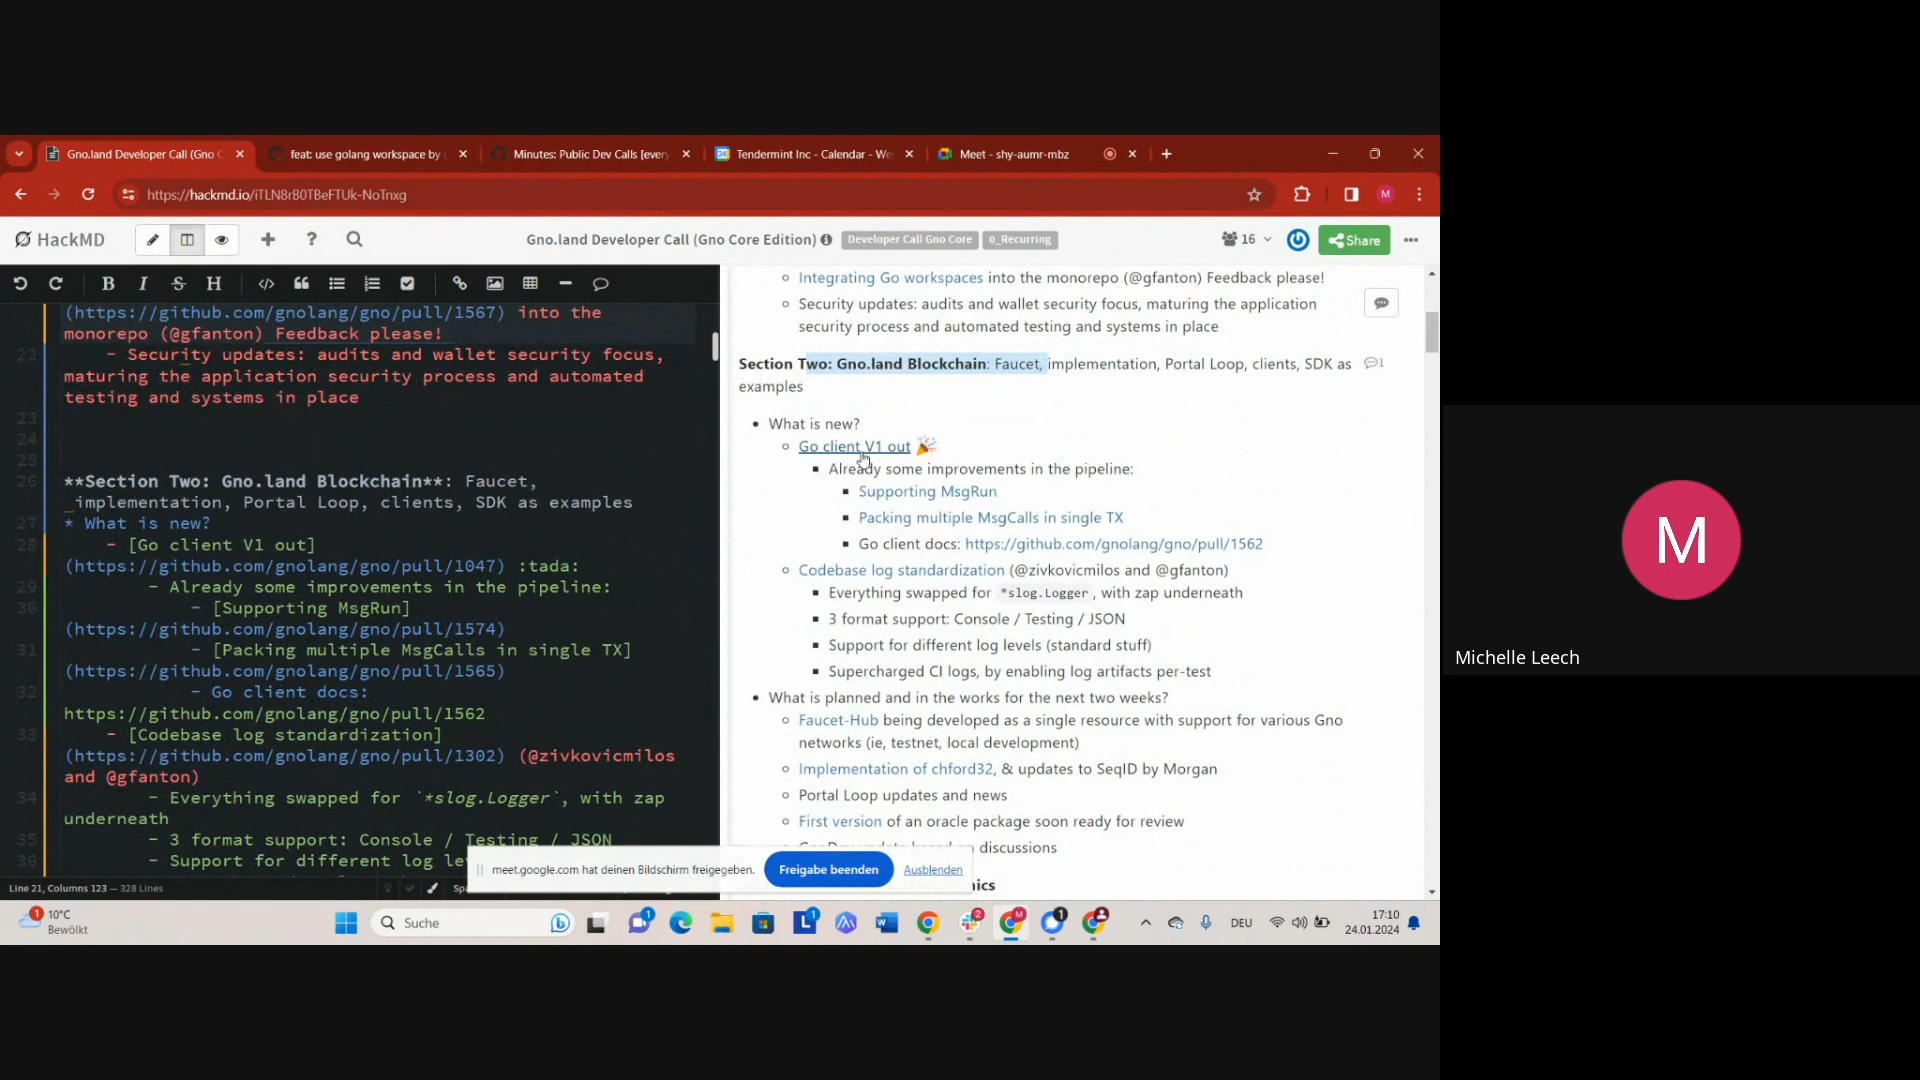 Gno.land Developer Call (Gno C
feat: use golang workspace by
Minutes: Public Dev Calls [every
Tendermint Inc - Calendar - We
Meet - shy-aumr-mbz
https://hackmd.io/iTLN8rB0TBeFTUk-NoTnxg
M
HackMD
Gno.land Developer Call (Gno Core Edition)
Developer Call Gno Core
0_Recurring
16
Share
(https://github.com/gnolang/gno/pull/1567) into the
monorepo (@gfanton) Feedback please!
22 - Security updates: audits and wallet security focus,
maturing the application security process and automated
testing and systems in place
23
24
25
26 **Section Two: Gno.land Blockchain**: Faucet,
_implementation, Portal Loop, clients, SDK as examples
27 * What is new?
28 - [Go client V1 out]
(https://github.com/gnolang/gno/pull/1047) :tada:
29 - Already some improvements in the pipeline:
30 - [Supporting MsgRun]
(https://github.com/gnolang/gno/pull/1574)
31 - [Packing multiple MsgCalls in single TX]
(https://github.com/gnolang/gno/pull/1565)
32 - Go client docs:
https://github.com/gnolang/gno/pull/1562
33 - [Codebase log standardization]
(https://github.com/gnolang/gno/pull/1302) (@zivkovicmilos
and @gfanton)
34 - Everything swapped for `*slog.Logger`, with zap
underneath
35 - 3 format support: Console / Testing / JSON
36 - Support for different log le
Line 21, Columns 123 — 328 Lines
Spa
Integrating Go workspaces into the monorepo (@gfanton) Feedback please!
Security updates: audits and wallet security focus, maturing the application
security process and automated testing and systems in place
Section Two: Gno.land Blockchain: Faucet, implementation, Portal Loop, clients, SDK as
examples
1
What is new?
Go client V1 out 🎉
Already some improvements in the pipeline:
Supporting MsgRun
Packing multiple MsgCalls in single TX
Go client docs: https://github.com/gnolang/gno/pull/1562
Codebase log standardization (@zivkovicmilos and @gfanton)
Everything swapped for *slog.Logger, with zap underneath
3 format support: Console / Testing / JSON
Support for different log levels (standard stuff)
Supercharged CI logs, by enabling log artifacts per-test
What is planned and in the works for the next two weeks?
Faucet-Hub being developed as a single resource with support for various Gno
networks (ie, testnet, local development)
Implementation of chford32, & updates to SeqID by Morgan
Portal Loop updates and news
First version of an oracle package soon ready for review
discussions
ics
meet.google.com hat deinen Bildschirm freigegeben.
Freigabe beenden
Ausblenden
1
10°C
Bewölkt
Suche
1
1
2
M
1
DEU
17:10
24.01.2024
M
Michelle Leech